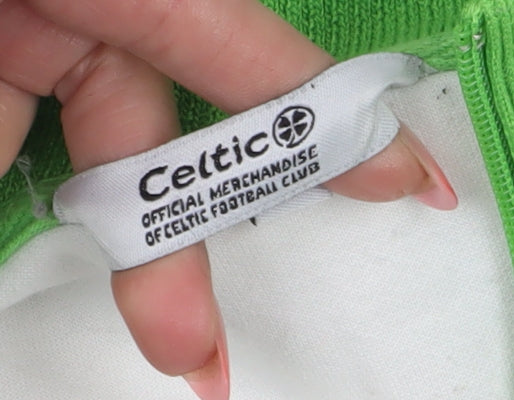 Celtic
OFFICIAL MERCHANDISE
OF CELTIC FOOTBALL CLUB